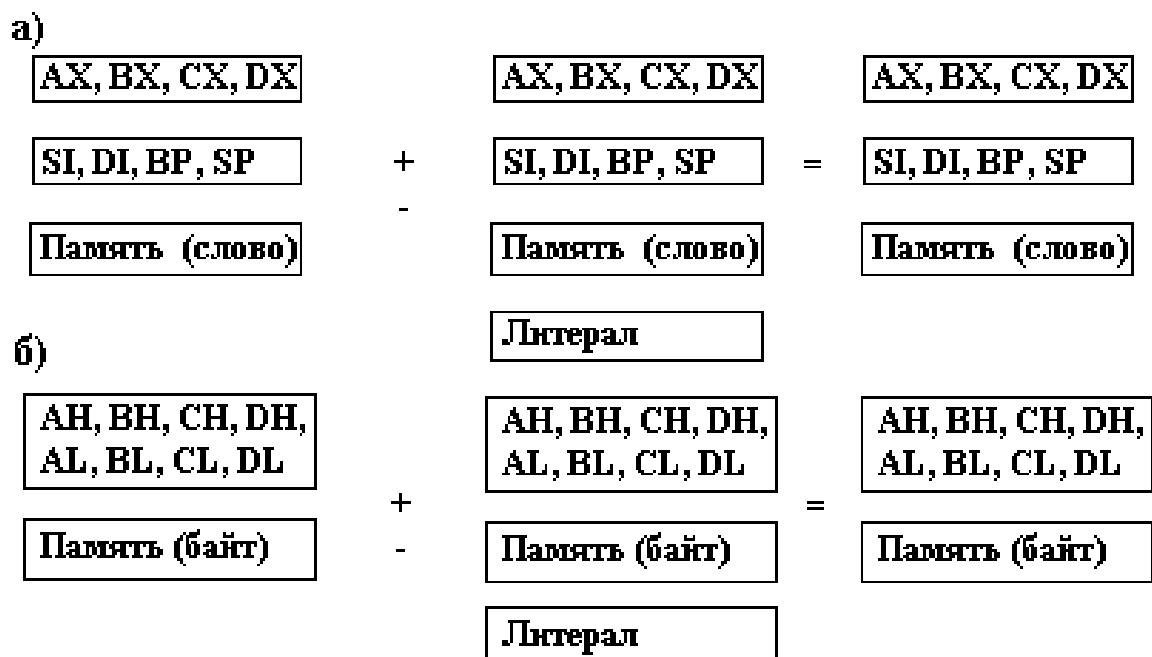 а)
AX, BX, CX, DX AX, BX, CX, DX AX, BX, CX, DX
SI, DI, BP, SP + SI, DI, BP, SP = SI, DI, BP, SP
-
Память (слово) Память (слово) Память (слово)
Литерал
б)
AH, BH, CH, DH, AH, BH, CH, DH, AH, BH, CH, DH,
AL, BL, CL, DL AL, BL, CL, DL AL, BL, CL, DL
+ =
Память (байт) - Память (байт) Память (байт)
Литерал